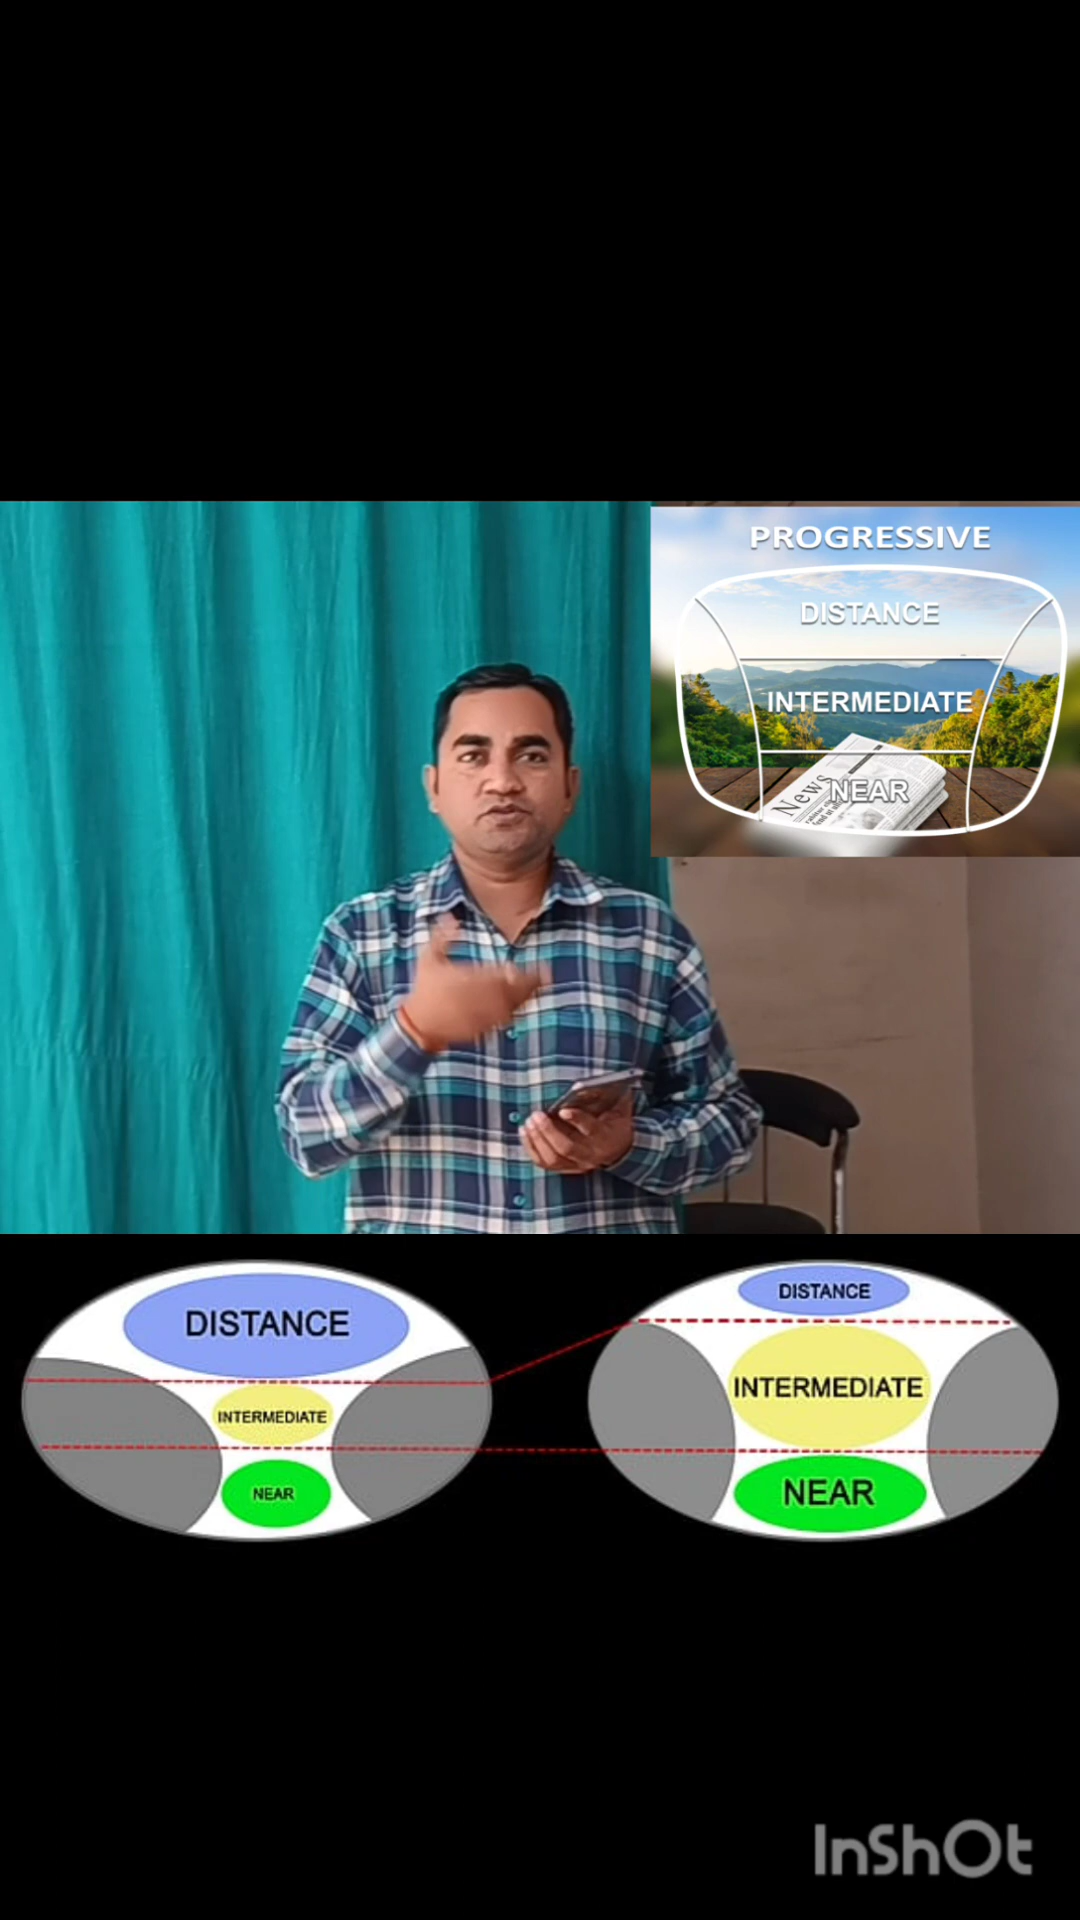 PROGRESSIVE
DISTANCE
INTERMEDIATE
News
NEAR
DISTANCE
INTERMEDIATE
NEAR
DISTANCE
INTERMEDIATE
NEAR
InShOt